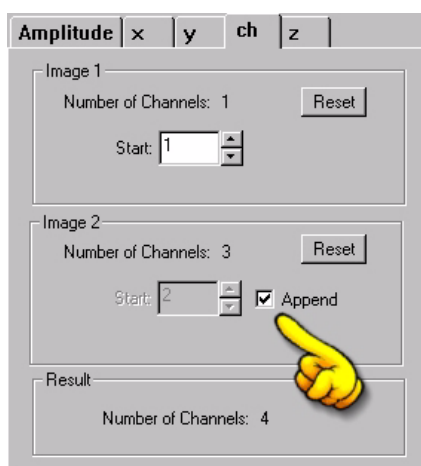 Amplitude x y ch z
Image 1
Number of Channels: 1 Reset
Start: 1
Image 2
Number of Channels: 3 Reset
Start: 2 Append
Result
Number of Channels: 4